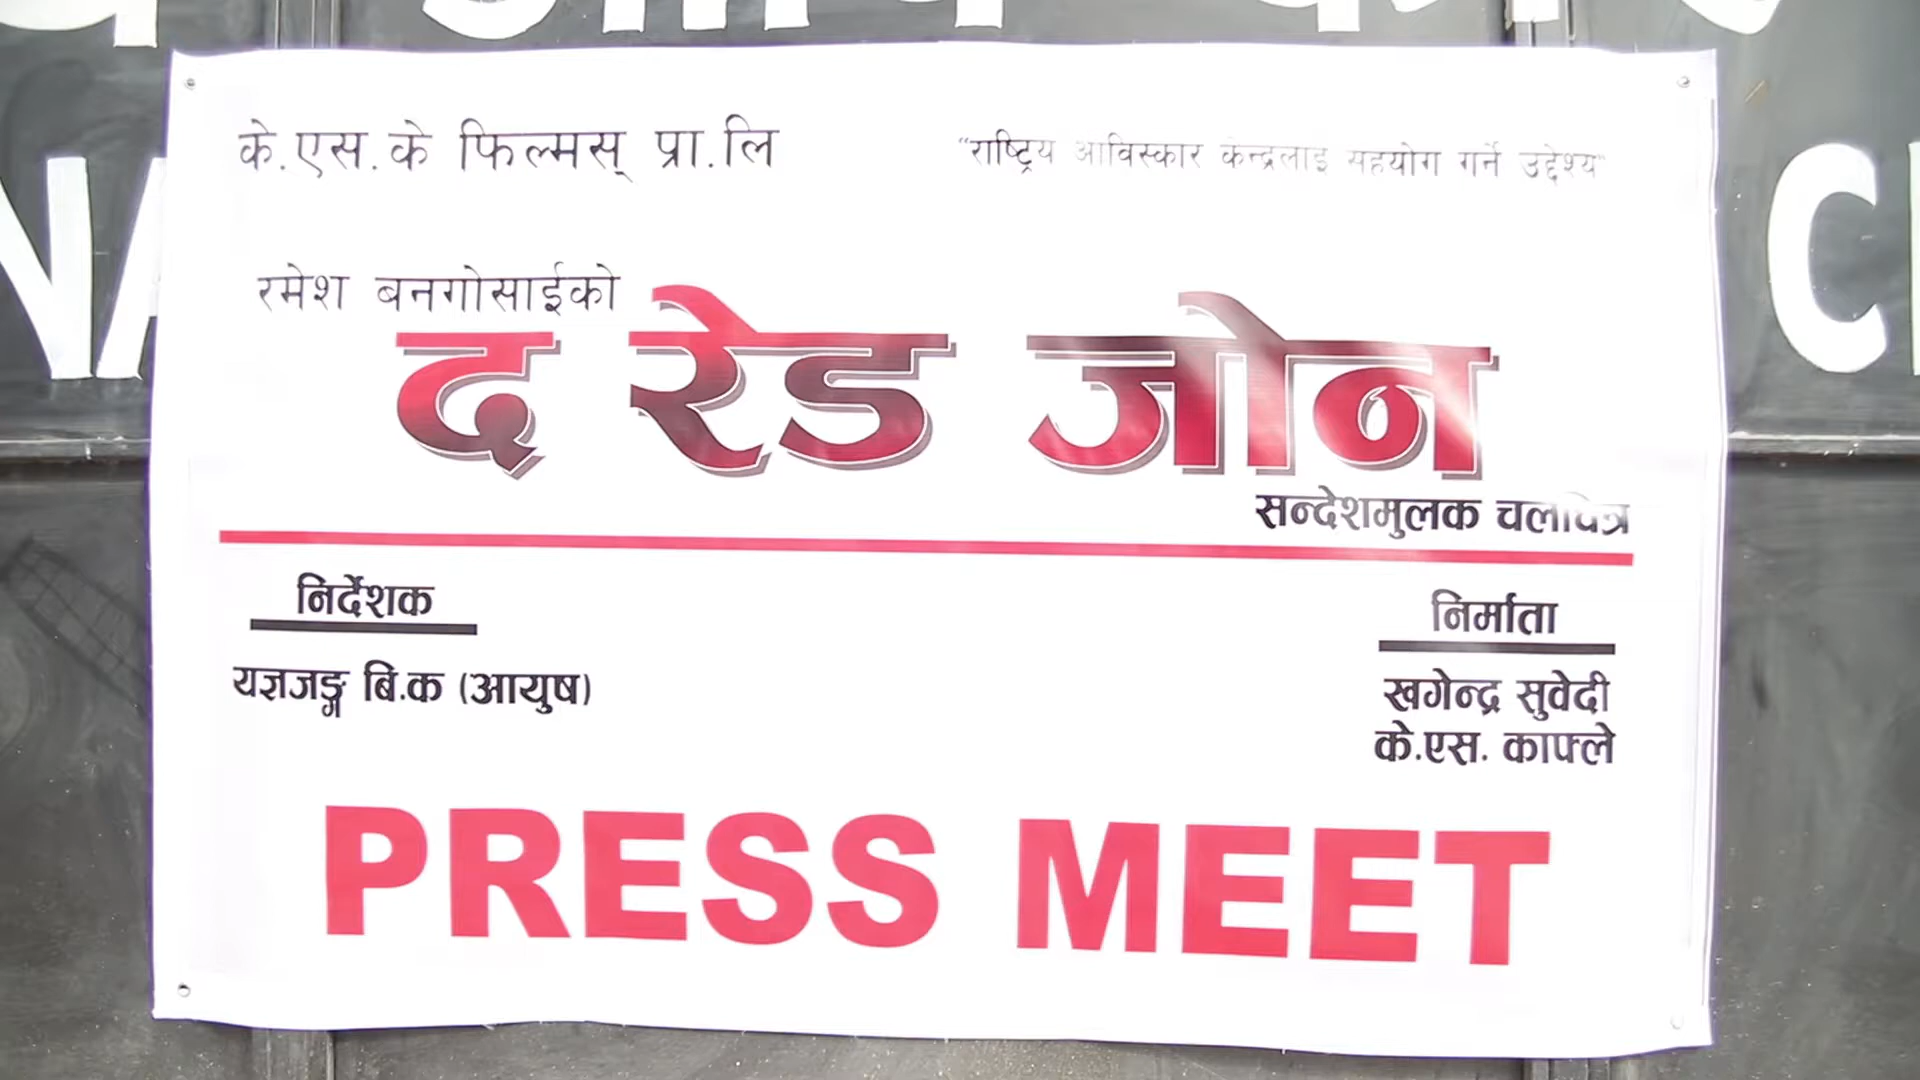 के.एस.के फिल्मस् प्रा.लि
"राष्ट्रिय आविस्कार केन्द्रलाइ सहयोग गर्ने उद्देश्य"
रमेश बनगोसाईको
द रेड जोन
सन्देशमुलक चलचित्र
निर्देशक
यज्ञजङ्ग बि.क (आयुष)
निर्माता
खगेन्द्र सुवेदी
के.एस. काफ्ले
PRESS MEET